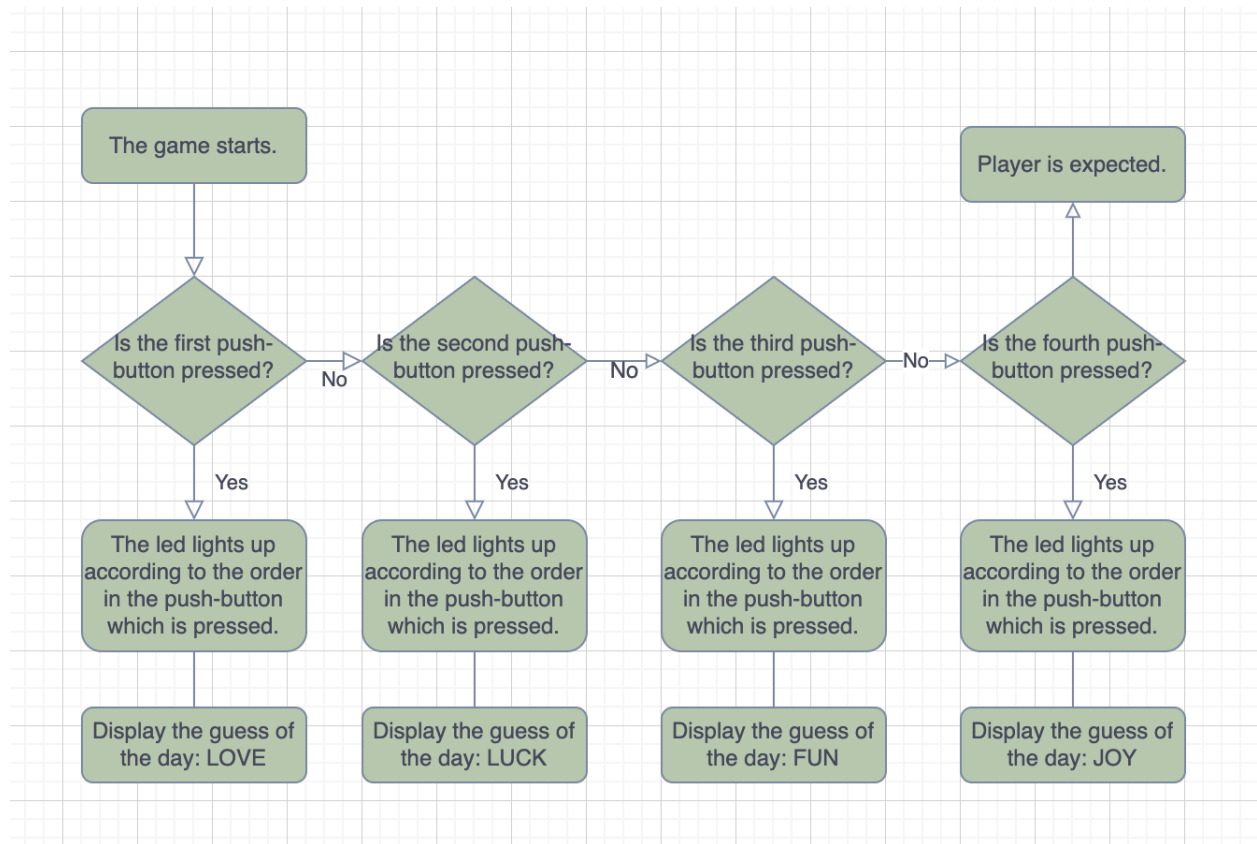 The game starts.
Player is expected.
Is the first push-
button pressed?
No
Is the second push-
button pressed?
No
Is the third push-
button pressed?
No
Is the fourth push-
button pressed?
Yes
Yes
Yes
Yes
The led lights up
according to the order
in the push-button
which is pressed.
The led lights up
according to the order
in the push-button
which is pressed.
The led lights up
according to the order
in the push-button
which is pressed.
The led lights up
according to the order
in the push-button
which is pressed.
Display the guess of
the day: LOVE
Display the guess of
the day: LUCK
Display the guess of
the day: FUN
Display the guess of
the day: JOY